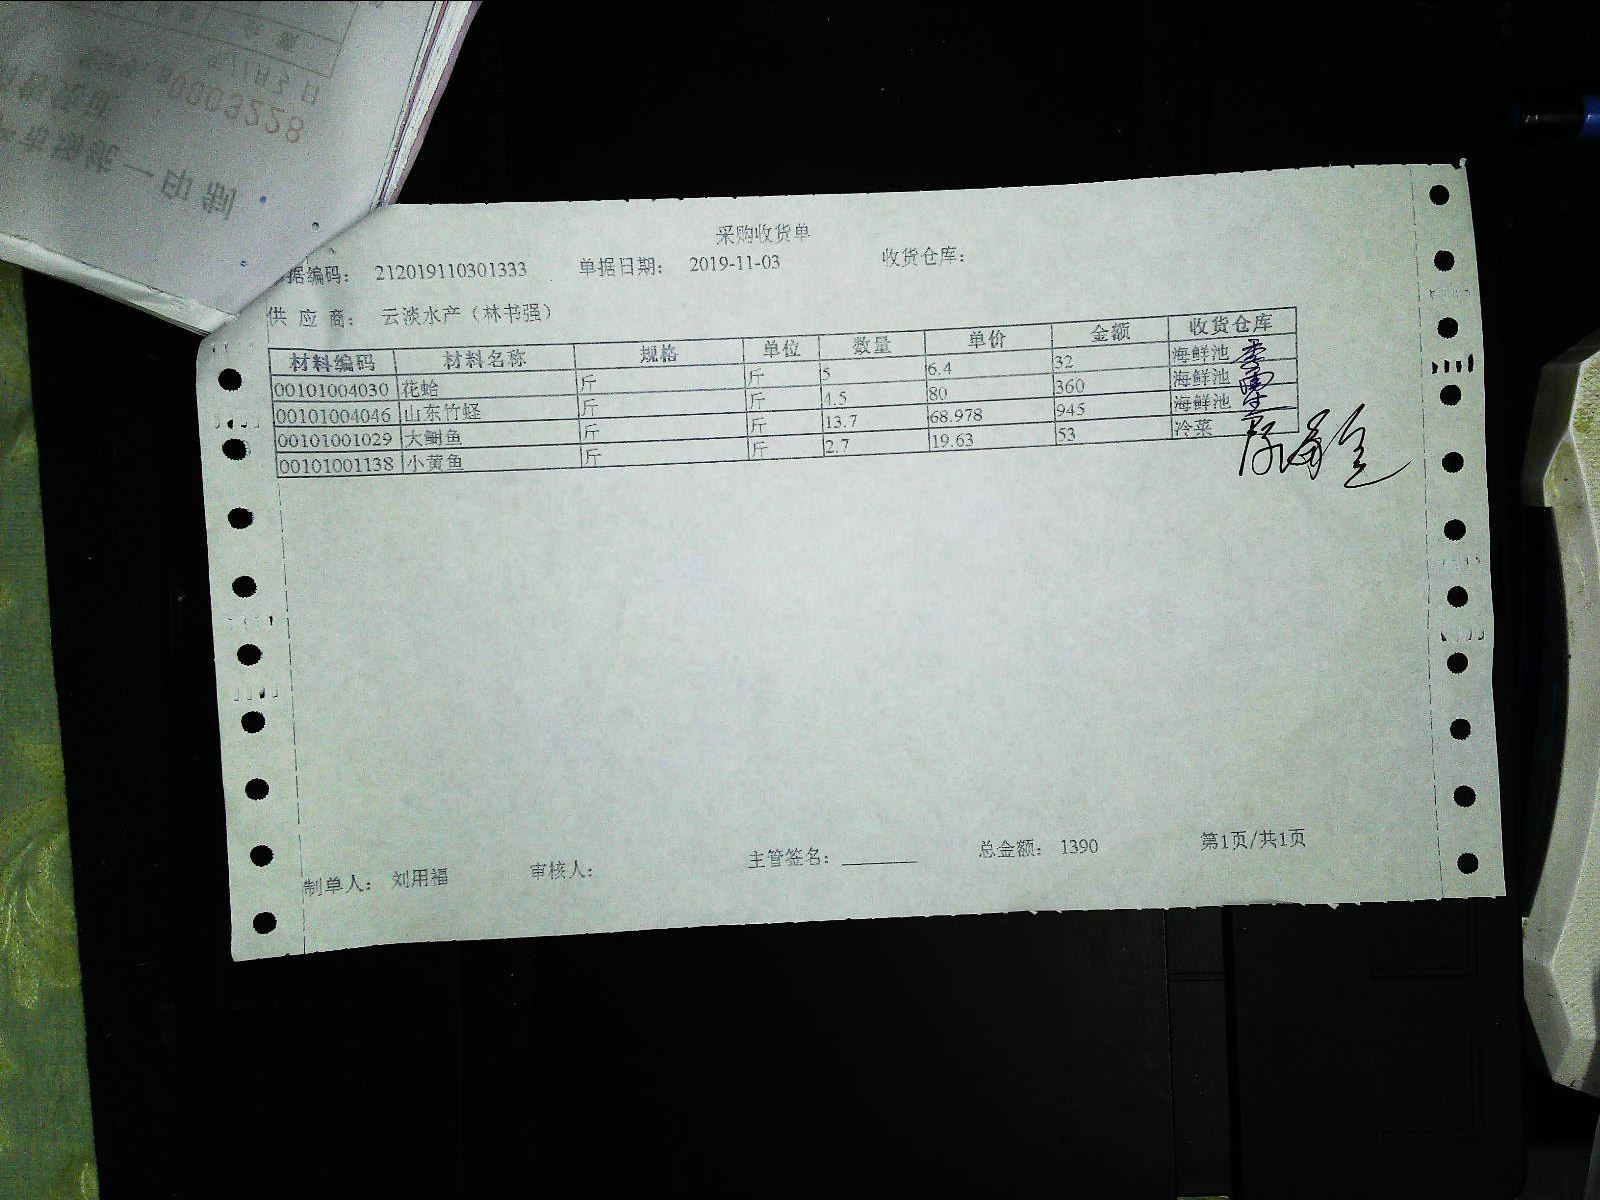 采购收货单
据编码: 212019110301333 单据日期: 2019-11-03 收货仓库:
供 应 商: 云淡水产（林书强）
材料编码 材料名称 规格 单位 数量 单价 金额 收货仓库
00101004030 花蛤 斤 斤 5 6.4 32 海鲜池
00101004046 山东竹蛏 斤 斤 4.5 80 360 海鲜池
00101001029 大鲥鱼 斤 斤 13.7 68.978 945 海鲜池
00101001138 小黄鱼 斤 斤 2.7 19.63 53 冷菜
制单人: 刘用福 审核人: 主管签名: 总金额: 1390 第1页/共1页